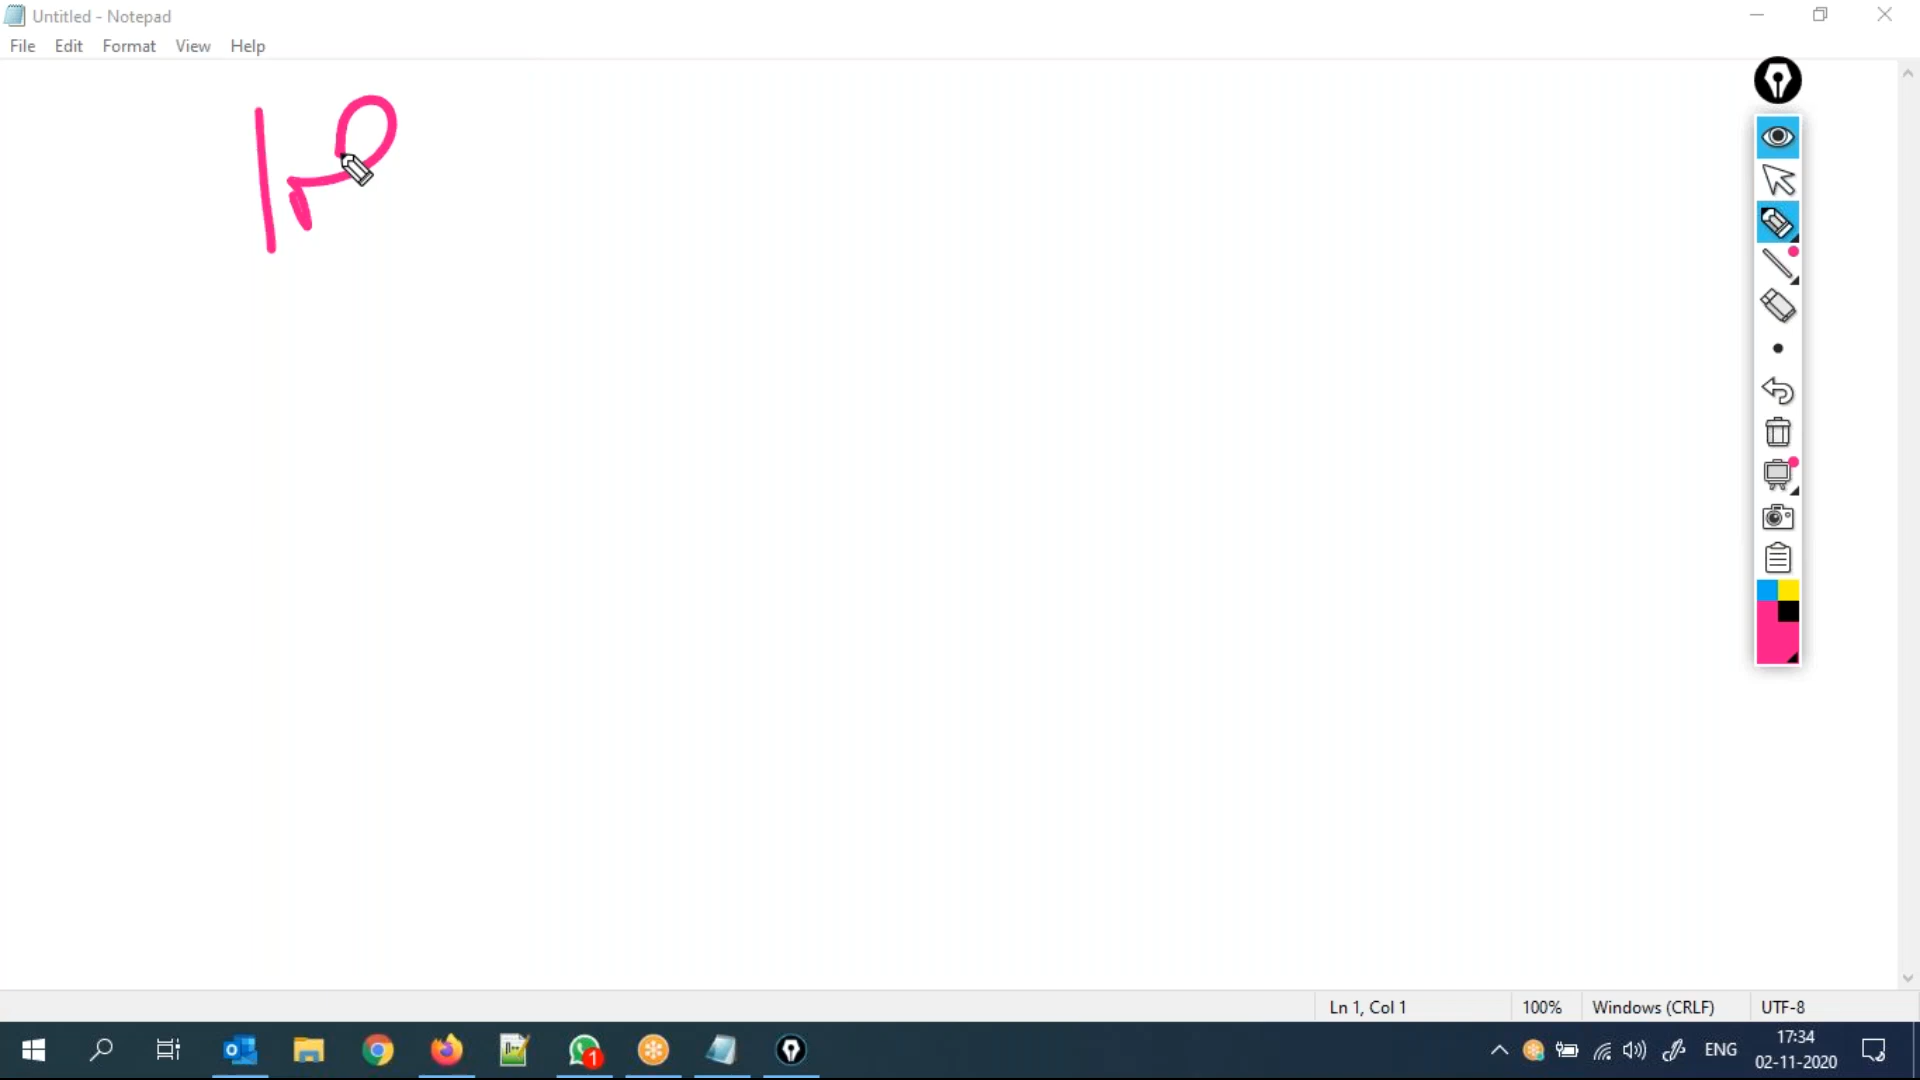 Untitled - Notepad
File Edit Format View Help
Ln 1, Col 1 100% Windows (CRLF) UTF-8
1
ENG
17:34
02-11-2020